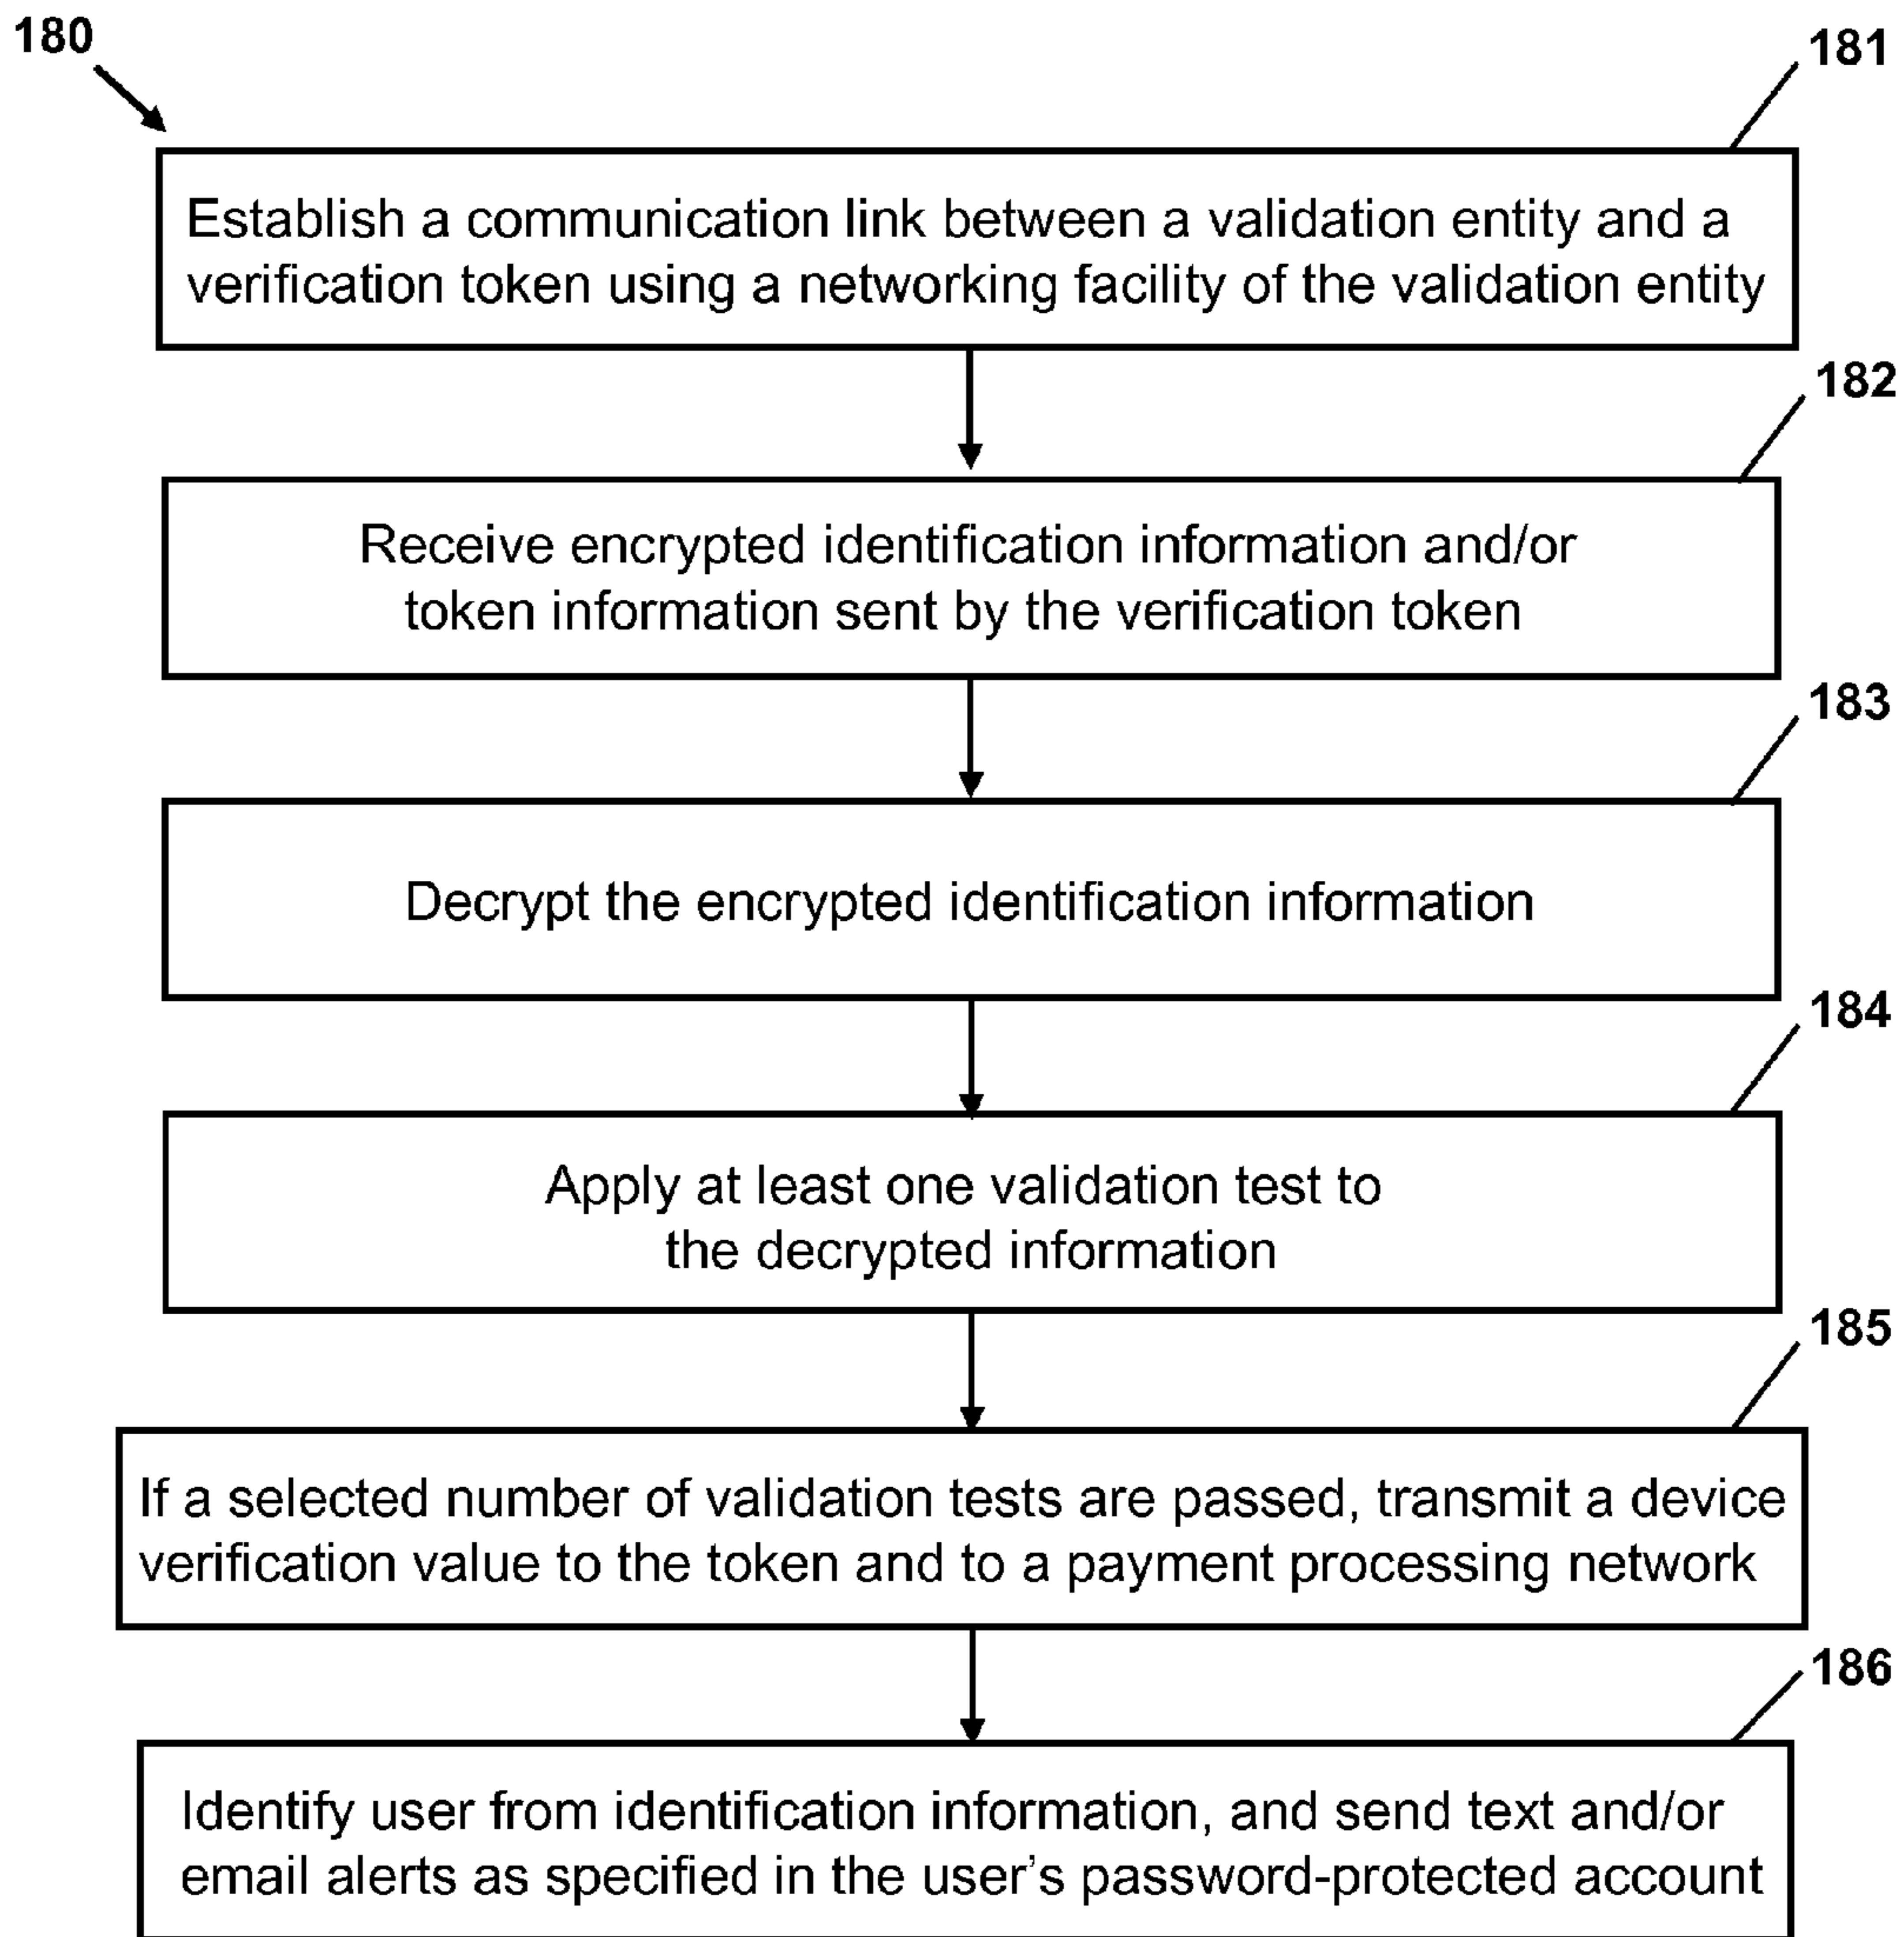 180
181
Establish a communication link between a validation entity and a
verification token using a networking facility of the validation entity
182
Receive encrypted identification information and/or
token information sent by the verification token
183
Decrypt the encrypted identification information
184
Apply at least one validation test to
the decrypted information
185
If a selected number of validation tests are passed, transmit a device
verification value to the token and to a payment processing network
186
Identify user from identification information, and send text and/or
email alerts as specified in the user's password-protected account